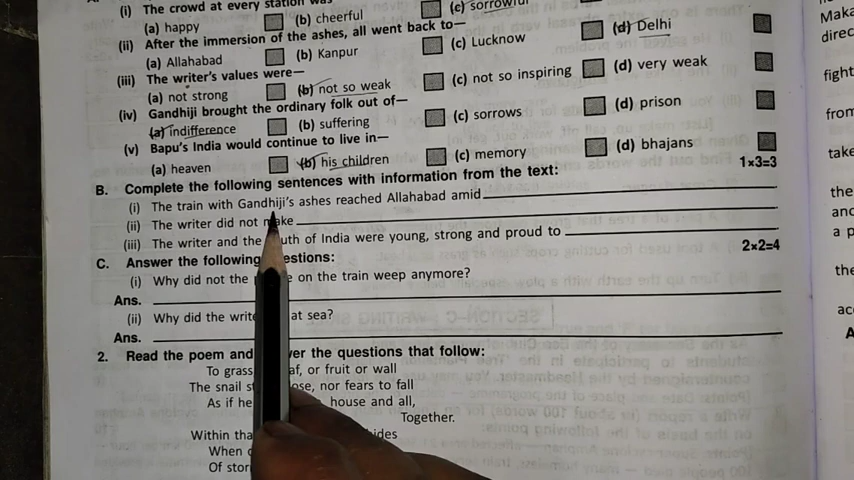 (i) The crowd at every station was
(a) happy (b) cheerful (c) sorrowful
(ii) After the immersion of the ashes, all went back to—
(a) Allahabad (b) Kanpur (c) Lucknow (d) Delhi
(iii) The writer's values were—
(a) not strong (b) not so weak (c) not so inspiring (d) very weak
(iv) Gandhiji brought the ordinary folk out of—
(a) indifference (b) suffering (c) sorrows (d) prison
(v) Bapu's India would continue to live in—
(a) heaven (b) his children (c) memory (d) bhajans
1×3=3
B. Complete the following sentences with information from the text:
(i) The train with Gandhiji's ashes reached Allahabad amid
(ii) The writer did not make
(iii) The writer and the uth of India were young, strong and proud to
2×2=4
C. Answer the following estions:
(i) Why did not the on the train weep anymore?
Ans.
(ii) Why did the write at sea?
Ans.
2. Read the poem and er the questions that follow:
To grass af, or fruit or wall
The snail ose, nor fears to fall
As if he house and all,
Together.
Within tha ides
When
Of stor
Maka
direc
fight
from
take
the
and
a p
the
acc
A